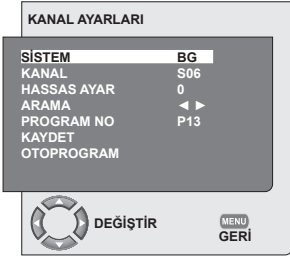 KANAL AYARLARI
SİSTEM BG
KANAL S06
HASSAS AYAR 0
ARAMA ◄ ►
PROGRAM NO P13
KAYDET
OTOPROGRAM
DEĞİŞTİR MENU
GERİ